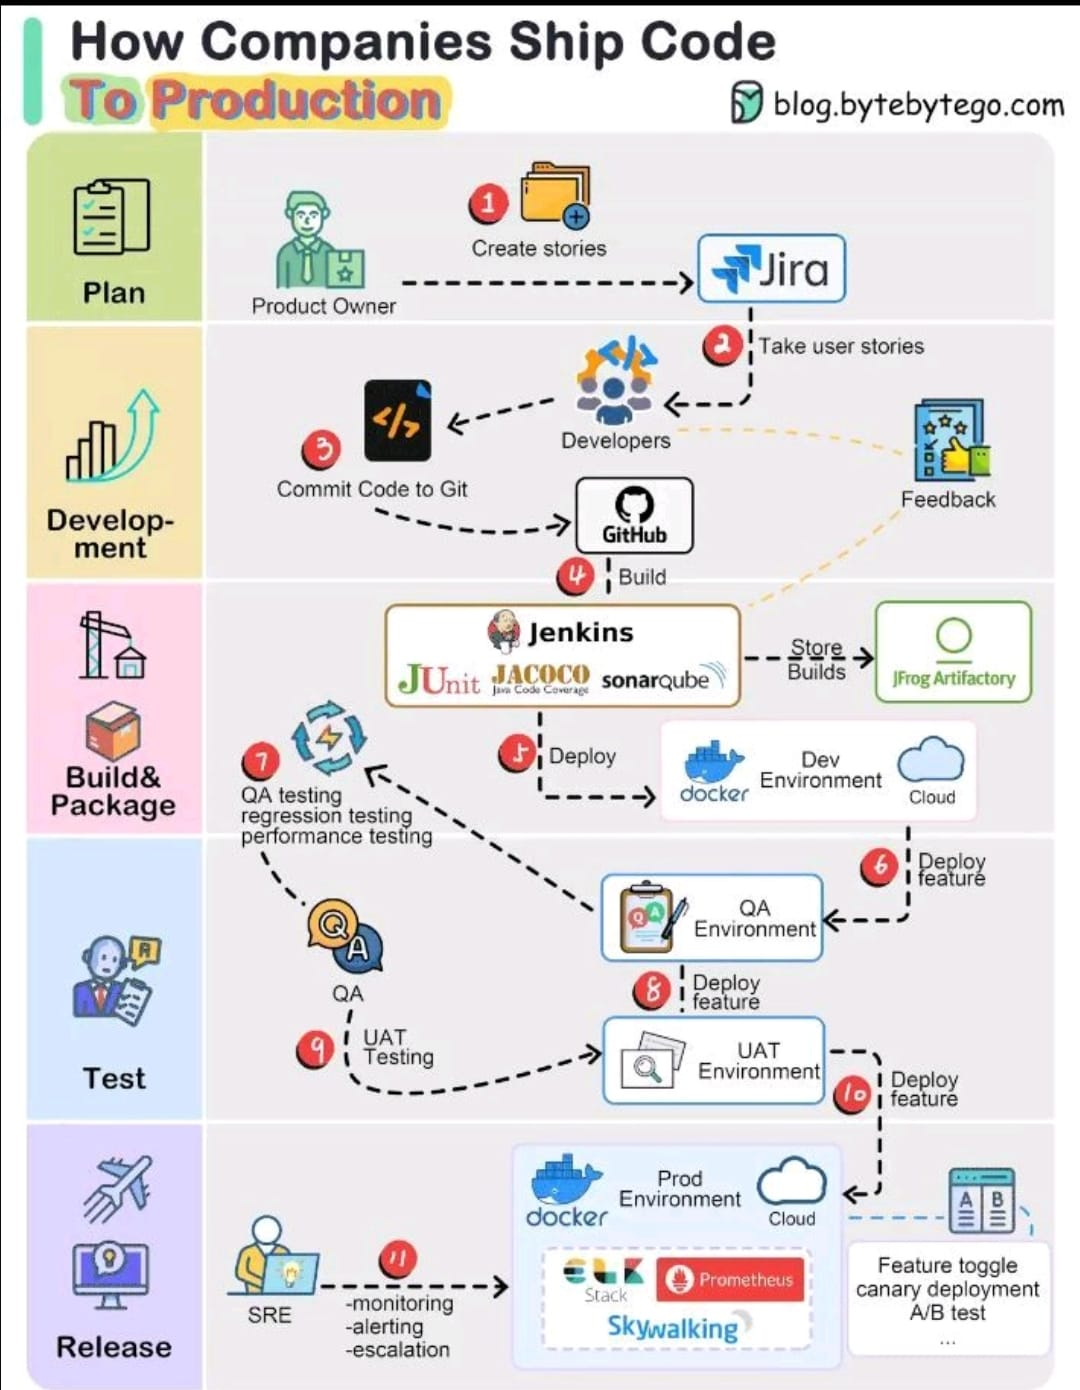 How Companies Ship Code
To Production
blog.bytebytego.com
Plan
1
Create stories
Product Owner
Jira
2
Take user stories
Develop-
ment
Developers
3
Commit Code to Git
GitHub
Feedback
4
Build
Build&
Package
Jenkins
JUnit
JACOCO
Java Code Coverage
sonarqube
Store
Builds
JFrog Artifactory
5
Deploy
docker
Dev
Environment
Cloud
7
QA testing
regression testing
performance testing
6
Deploy
feature
Test
A
Q A
QA
Environment
Q A
QA
8
Deploy
feature
9
UAT
Testing
UAT
Environment
10
Deploy
feature
Release
docker
Prod
Environment
Cloud
A B
SRE
11
-monitoring
-alerting
-escalation
ELK
Stack
Prometheus
Skywalking
Feature toggle
canary deployment
A/B test
...